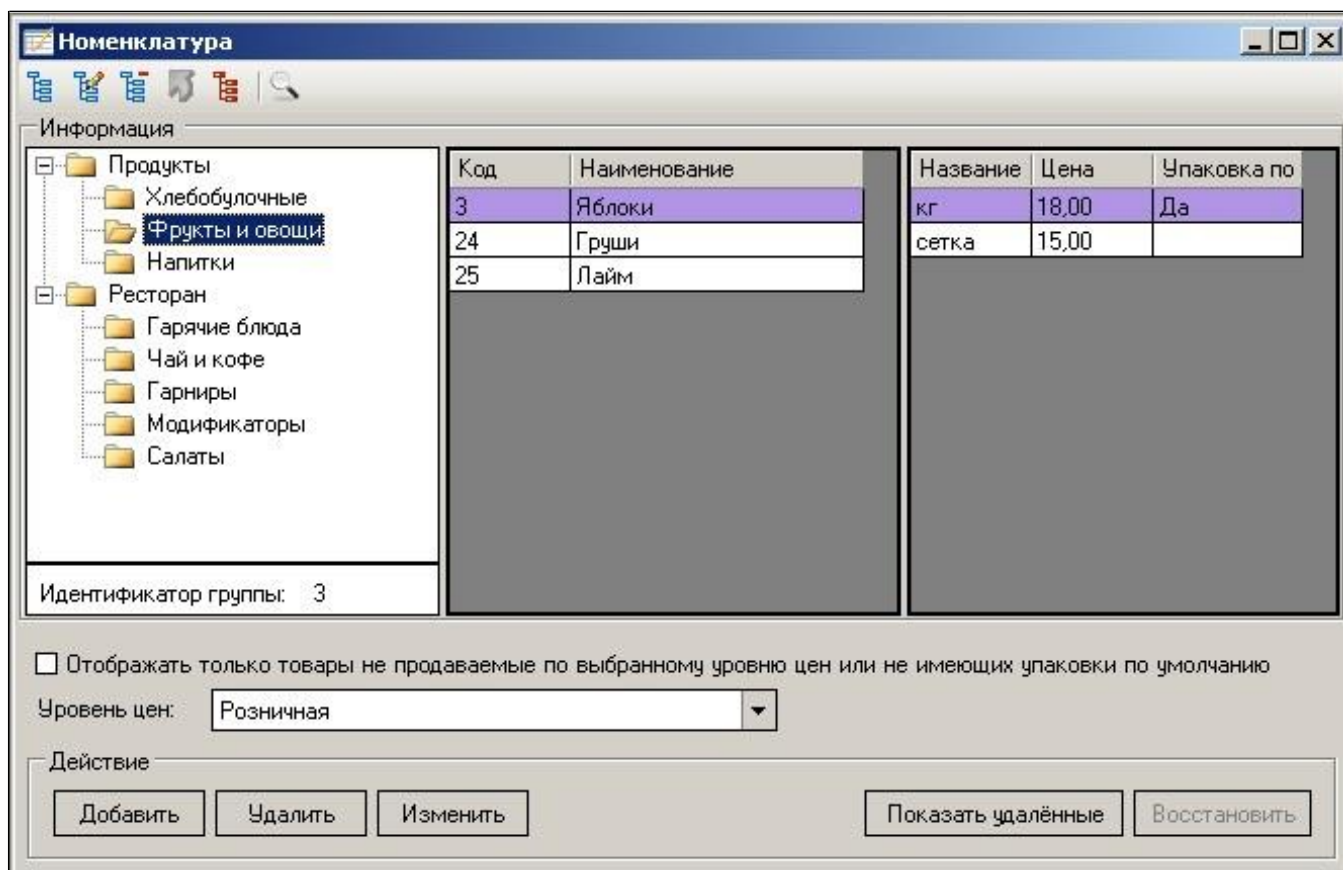 Номенклатура
Информация
Продукты
Хлебобулочные
Фрукты и овощи
Напитки
Ресторан
Гарячие блюда
Чай и кофе
Гарниры
Модификаторы
Салаты
Идентификатор группы: 3
Код Наименование
3 Яблоки
24 Груши
25 Лайм
Название Цена Упаковка по
кг 18,00 Да
сетка 15,00
Отображать только товары не продаваемые по выбранному уровню цен или не имеющих упаковки по умолчанию
Уровень цен: Розничная
Действие
Добавить Удалить Изменить Показать удалённые Восстановить